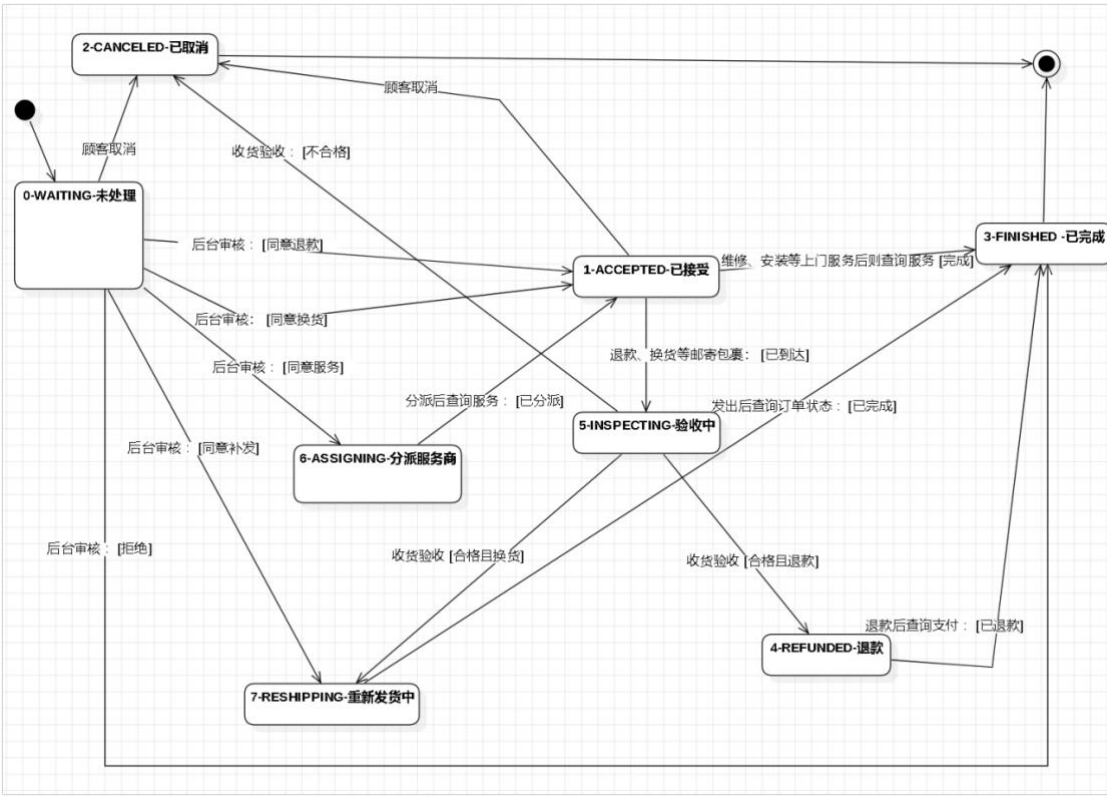 2-CANCELED-已取消
顾客取消
顾客取消
收货验收： [不合格]
0-WAITING-未处理
后台审核： [同意退款]
3-FINISHED -已完成
维修、安装等上门服务后则查询服务 [完成]
1-ACCEPTED-已接受
后台审核： [同意换货]
退款、换货等邮寄包裹： [已到达]
后台审核： [同意服务]
分派后查询服务： [已分派]
发出后查询订单状态： [已完成]
5-INSPECTING-验收中
后台审核： [同意补发]
6-ASSIGNING-分派服务商
后台审核： [拒绝]
收货验收 [合格且换货]
收货验收 [合格且退款]
退款后查询支付： [已退款]
4-REFUNDED-退款
7-RESHIPPING-重新发货中